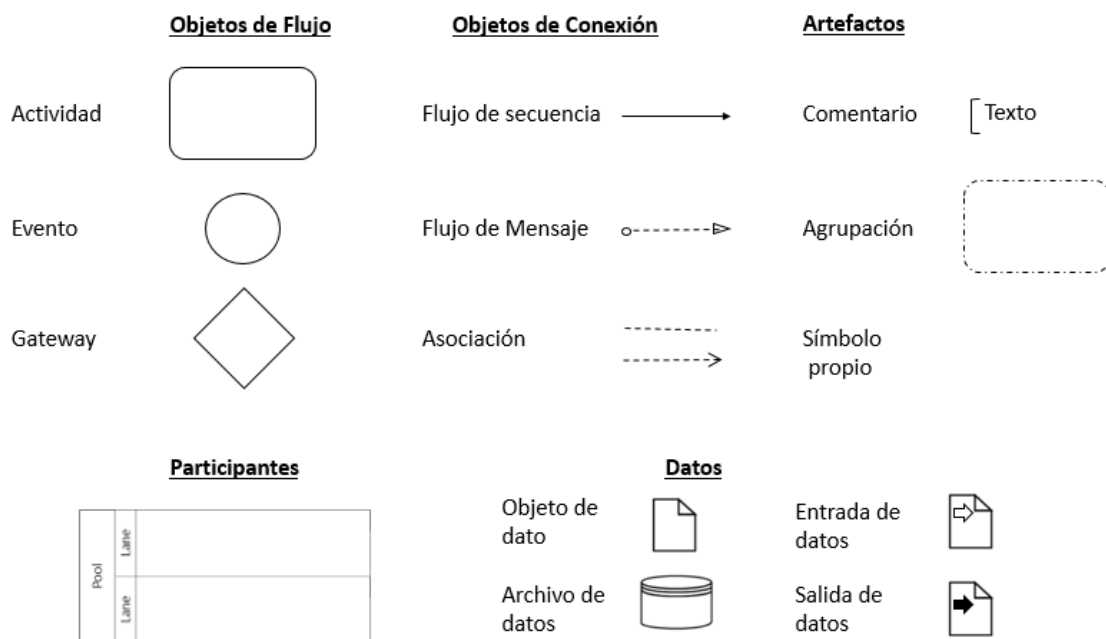 Objetos de Flujo
Objetos de Conexión
Artefactos
Actividad
Flujo de secuencia
Comentario
Texto
Evento
Flujo de Mensaje
Agrupación
Gateway
Asociación
Símbolo
propio
Participantes
Datos
Pool
Lane
Lane
Objeto de
dato
Entrada de
datos
Archivo de
datos
Salida de
datos